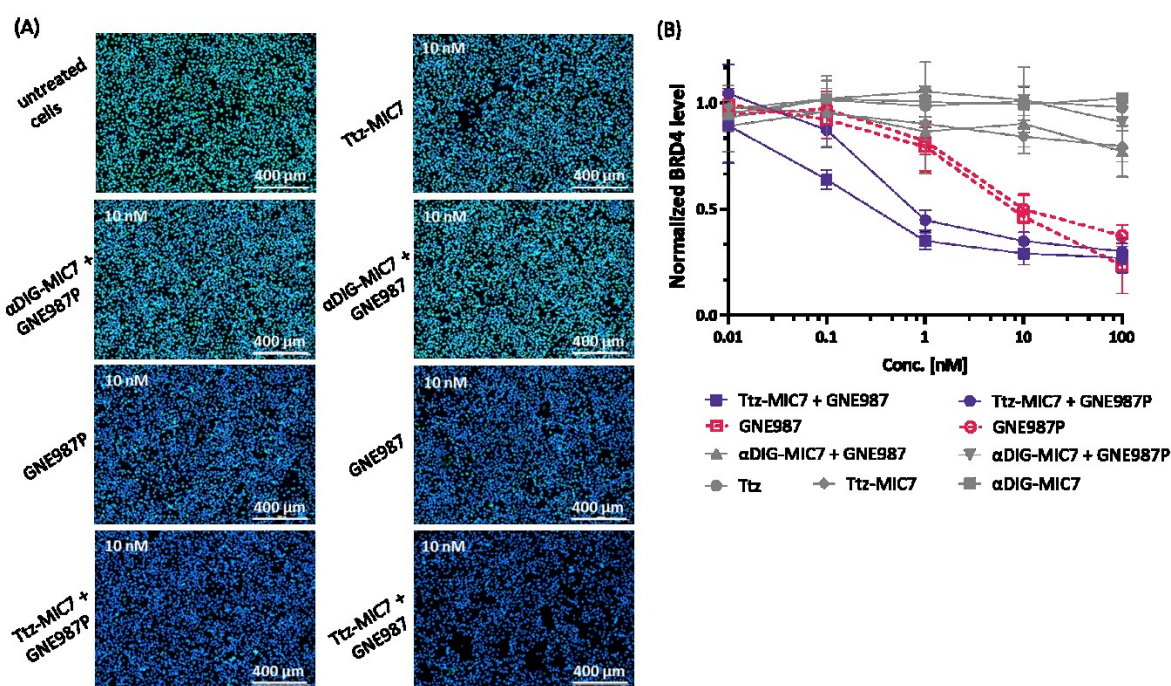 (A)
untreated
cells
400 µm
10 nM
Ttz-MIC7
400 µm
10 nM
αDIG-MIC7 +
GNE987P
400 µm
10 nM
αDIG-MIC7 +
GNE987
400 µm
10 nM
GNE987P
400 µm
10 nM
GNE987
400 µm
10 nM
Ttz-MIC7 +
GNE987P
400 µm
10 nM
Ttz-MIC7 +
GNE987
400 µm
(B)
Normalized BRD4 level
1.0
0.5
0.0
0.01 0.1 1 10 100
Conc. [nM]
Ttz-MIC7 + GNE987 Ttz-MIC7 + GNE987P
GNE987 GNE987P
αDIG-MIC7 + GNE987 αDIG-MIC7 + GNE987P
Ttz Ttz-MIC7 αDIG-MIC7